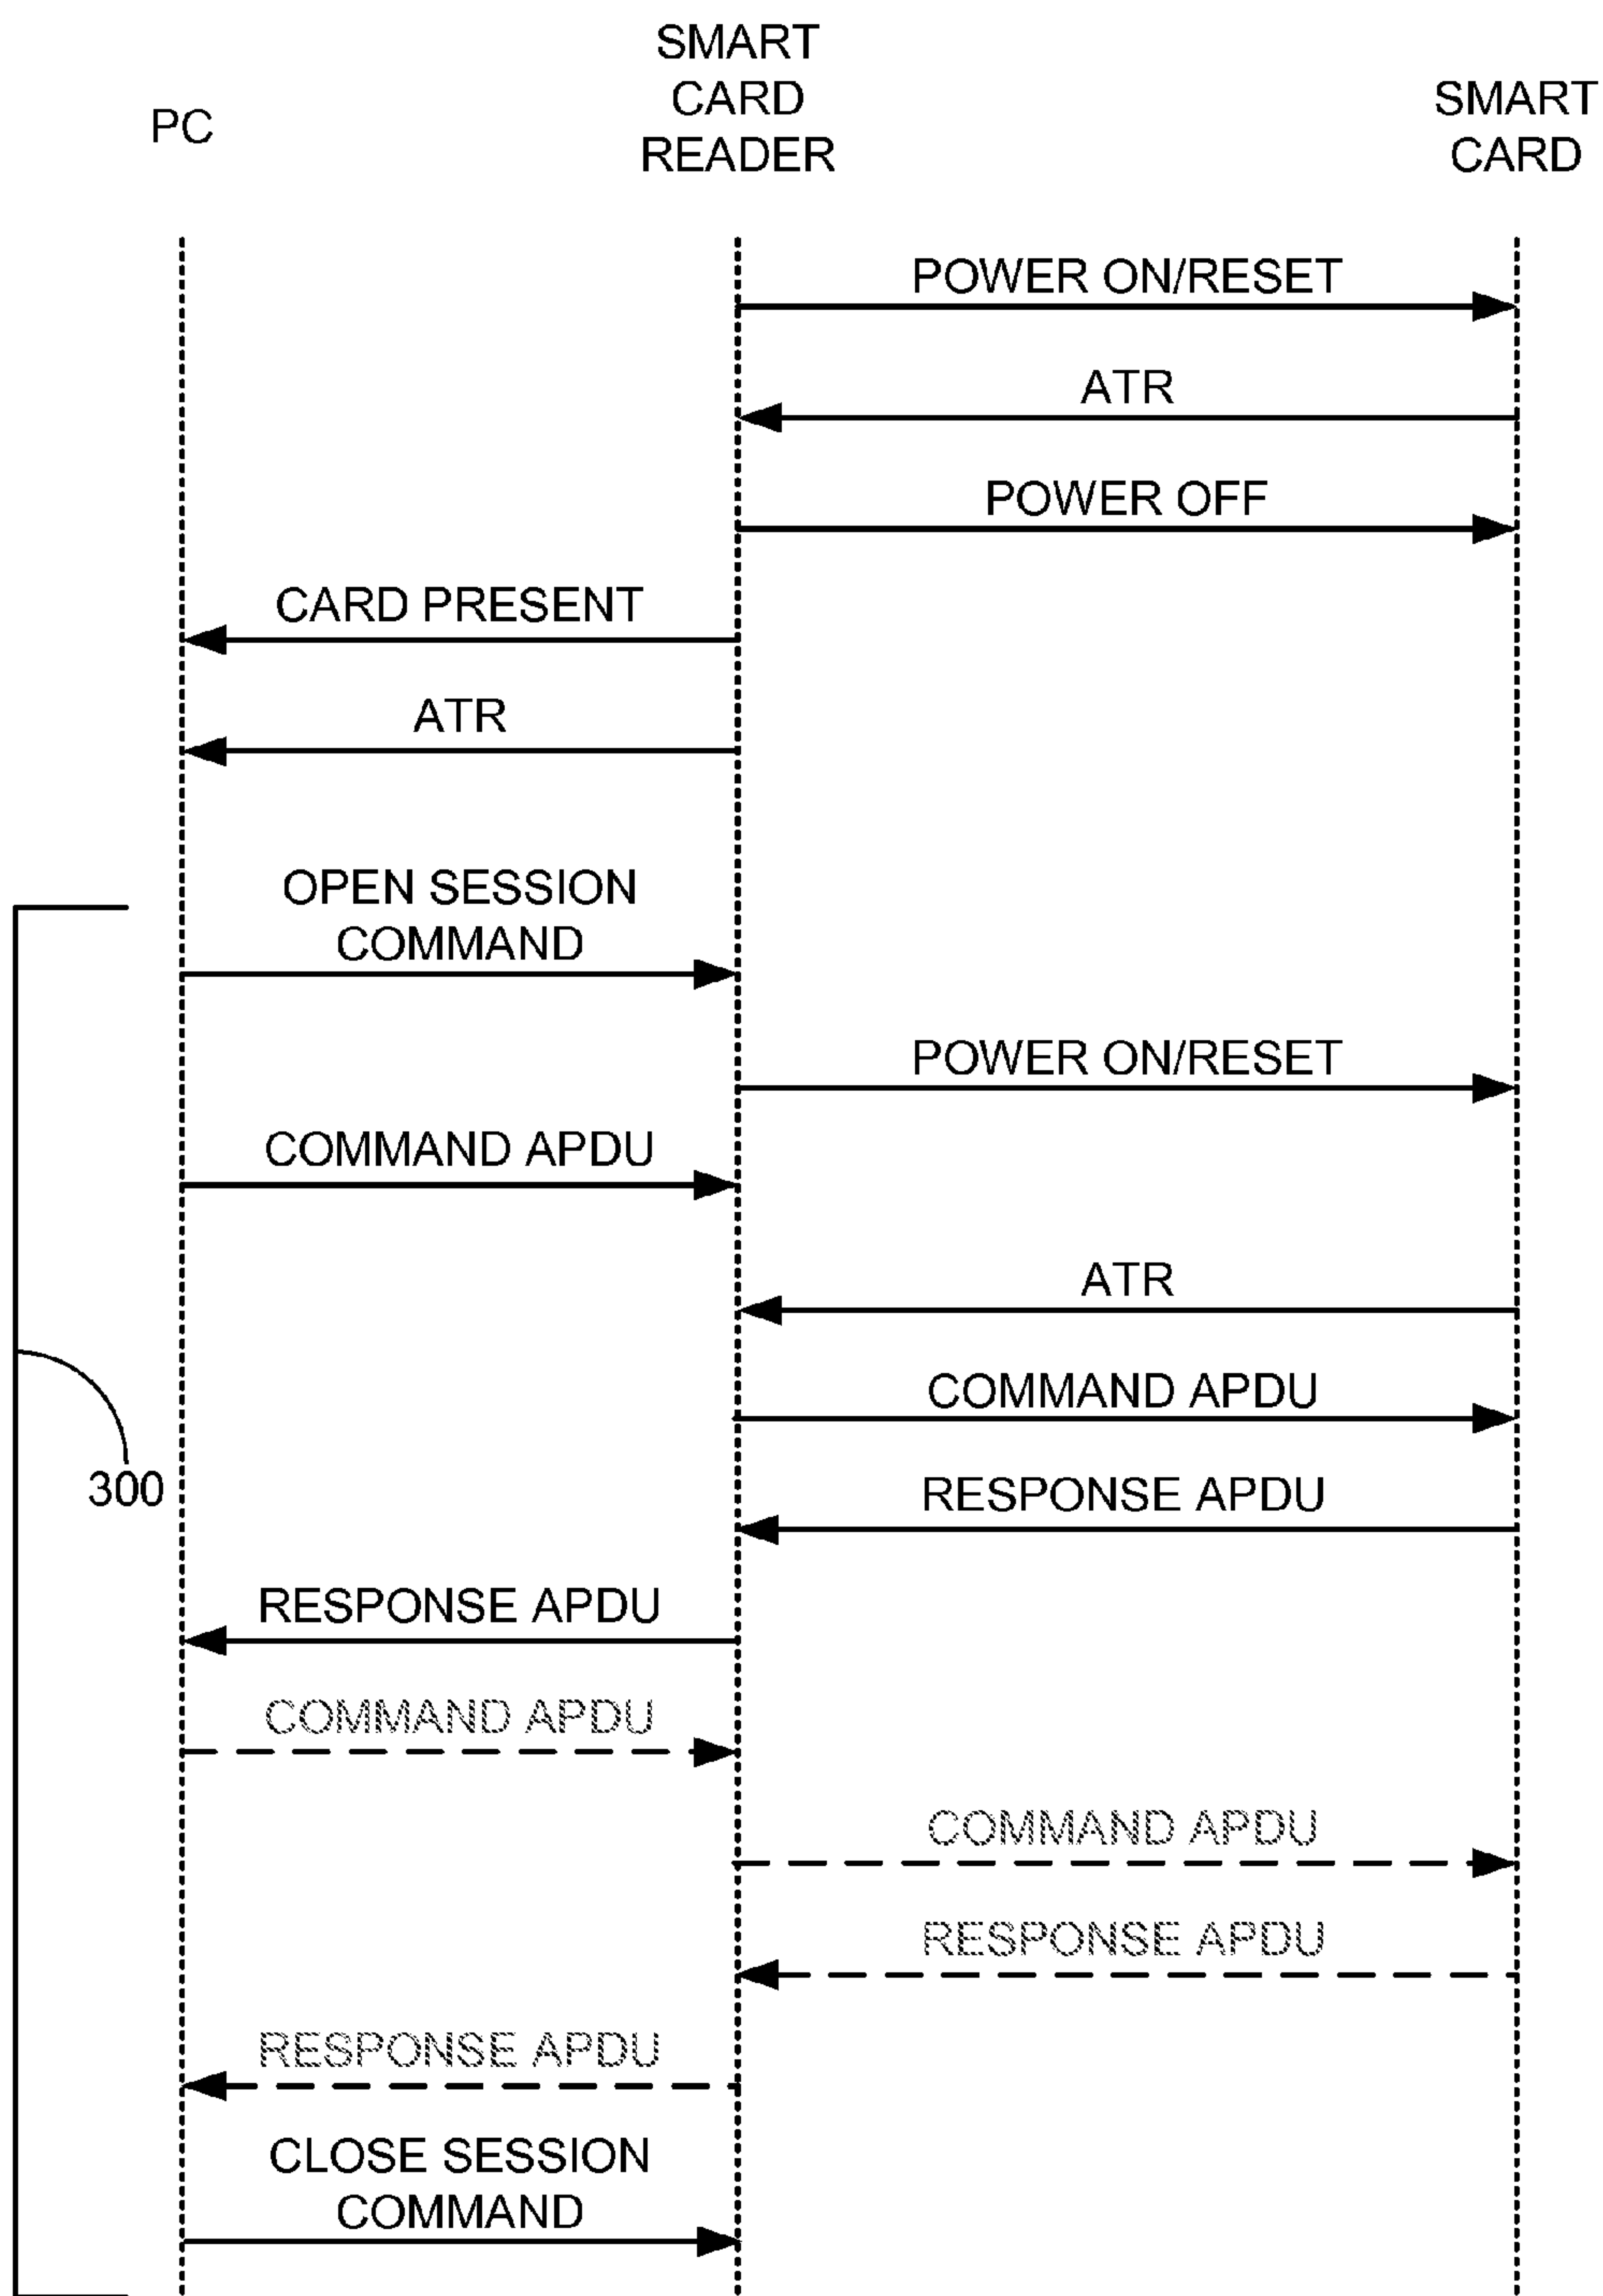 PC
SMART
CARD
READER
SMART
CARD
POWER ON/RESET
ATR
POWER OFF
CARD PRESENT
ATR
OPEN SESSION
COMMAND
POWER ON/RESET
COMMAND APDU
ATR
COMMAND APDU
300
RESPONSE APDU
RESPONSE APDU
COMMAND APDU
COMMAND APDU
RESPONSE APDU
RESPONSE APDU
CLOSE SESSION
COMMAND